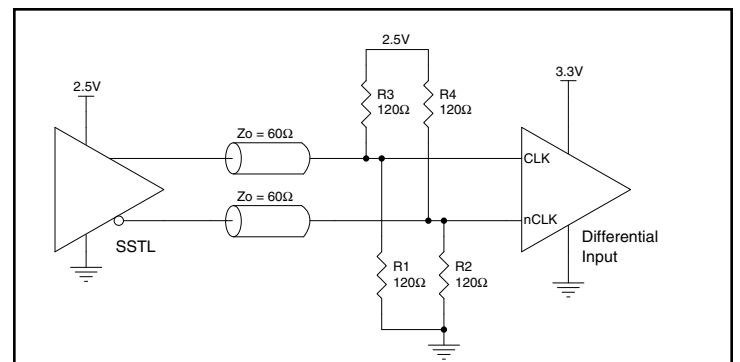 2.5V
3.3V
2.5V
R3
120Ω
R4
120Ω
Zo = 60Ω
CLK
Zo = 60Ω
nCLK
Differential
Input
SSTL
R1
120Ω
R2
120Ω